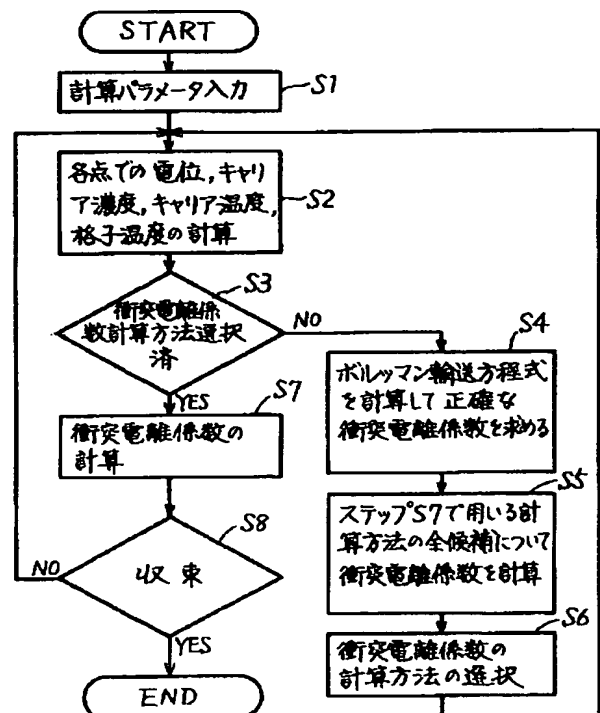 START
計算パラメータ入力
S1
各点での電位,キャリ
ア濃度,キャリア温度,
格子温度の計算
S2
S3
衝突電離係
数計算方法選択
済
NO
YES
S4
ボルツマン輸送方程式
を計算して正確な
衝突電離係数を求める
S7
衝突電離係数の
計算
S5
ステップS7で用いる計
算方法の全候補について
衝突電離係数を計算
S8
収束
NO
YES
S6
衝突電離係数の
計算方法の選択
END